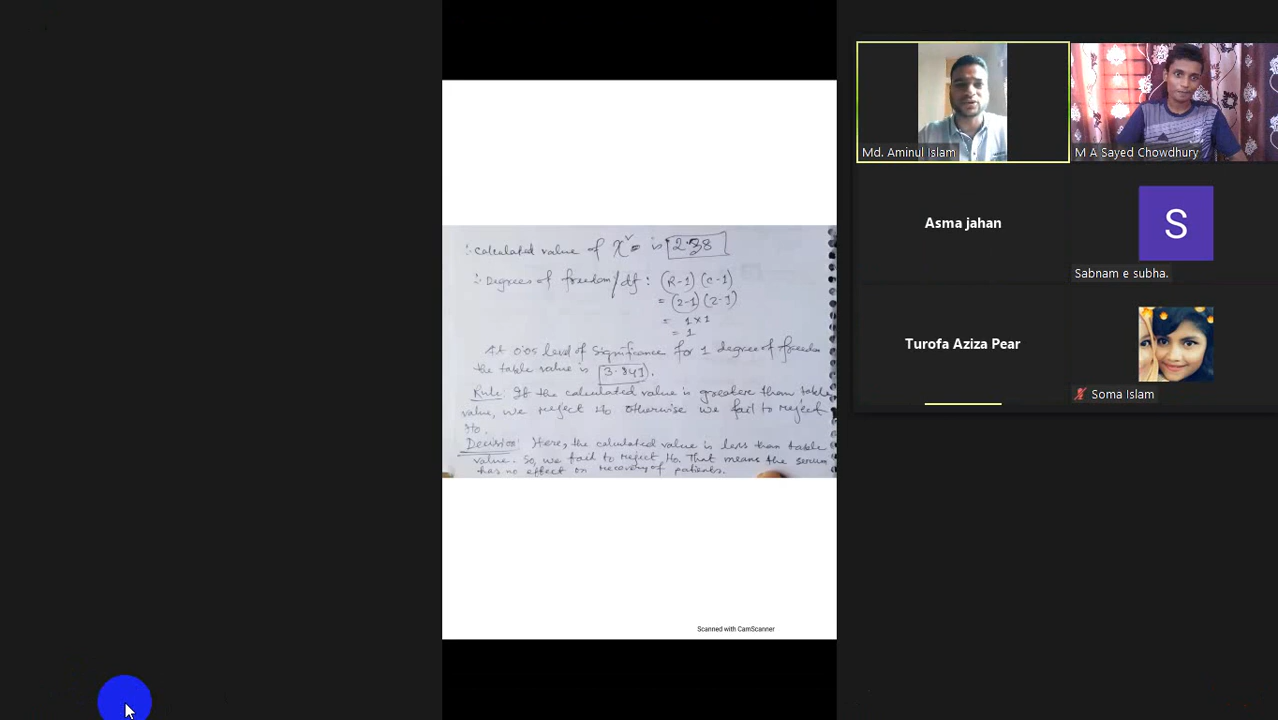 ∴ Calculated value of χ² = is 2.38
∴ Degrees of freedom/df : (R-1) (C-1)
= (2-1) (2-1)
= 1×1
= 1
At 0.05 level of Significance for 1 degree of freedom
the table value is 3.841.
Rule: If the calculated value is greater than table
value, we reject Ho otherwise we fail to reject
Ho.
Decision: Here, the calculated value is less than table
value. So, we fail to reject Ho. That means the serum
has no effect on recovery of patients.
Scanned with CamScanner
Md. Aminul Islam
M A Sayed Chowdhury
Asma jahan
S
Sabnam e subha.
Turofa Aziza Pear
Soma Islam